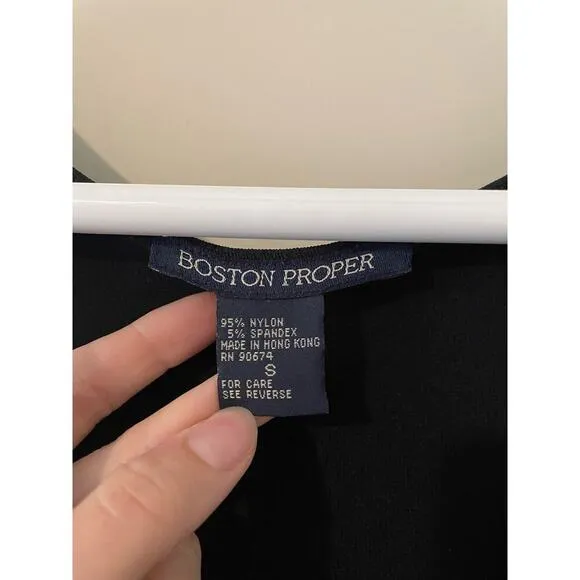 BOSTON PROPER
95% NYLON
5% SPANDEX
MADE IN HONG KONG
RN 90674
S
FOR CARE
SEE REVERSE